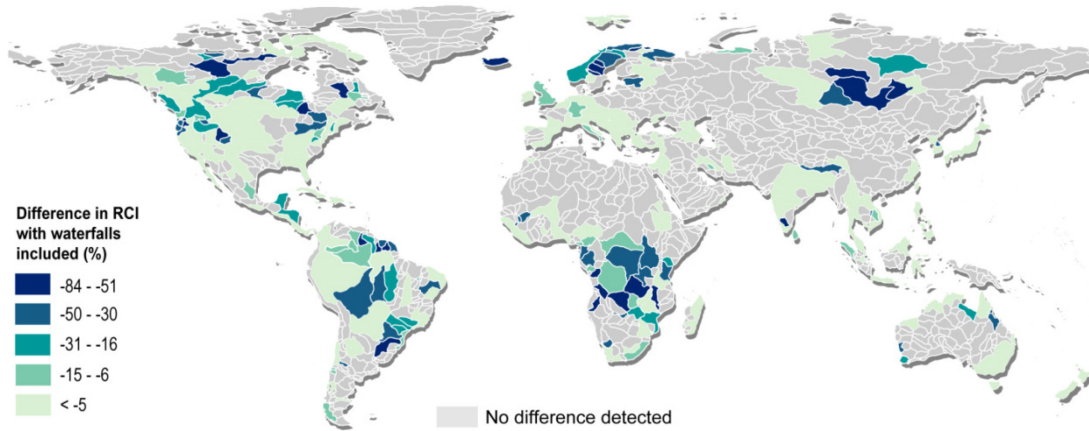 Difference in RCI
with waterfalls
included (%)
-84 - -51
-50 - -30
-31 - -16
-15 - -6
< -5
No difference detected